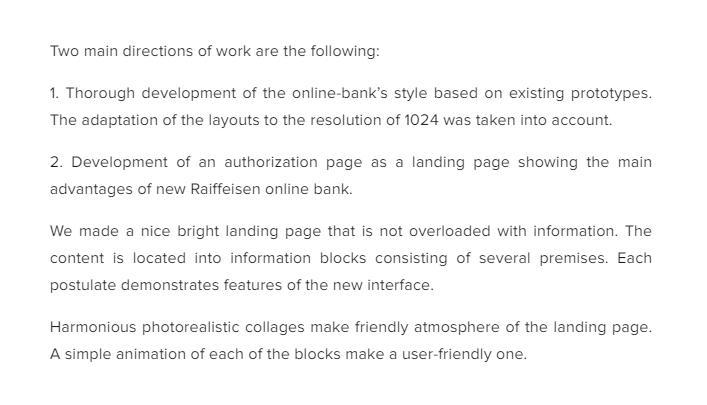 Two main directions of work are the following:
1. Thorough development of the online-bank’s style based on existing prototypes.
The adaptation of the layouts to the resolution of 1024 was taken into account.
2. Development of an authorization page as a landing page showing the main
advantages of new Raiffeisen online bank.
We made a nice bright landing page that is not overloaded with information. The
content is located into information blocks consisting of several premises. Each
postulate demonstrates features of the new interface.
Harmonious photorealistic collages make friendly atmosphere of the landing page.
A simple animation of each of the blocks make a user-friendly one.